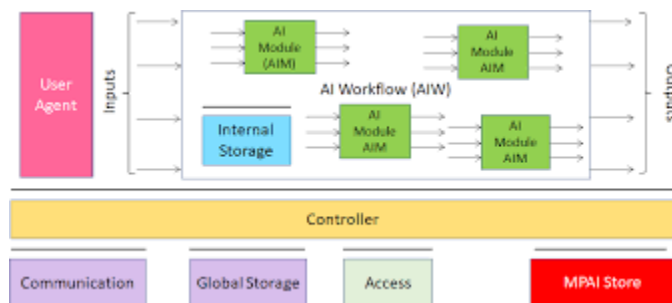 User
Agent
Inputs
AI
Module
(AIM)
AI
Module
AIM
AI Workflow (AIW)
Internal
Storage
AI
Module
AIM
AI
Module
AIM
Outputs
Controller
Communication
Global Storage
Access
MPAI Store